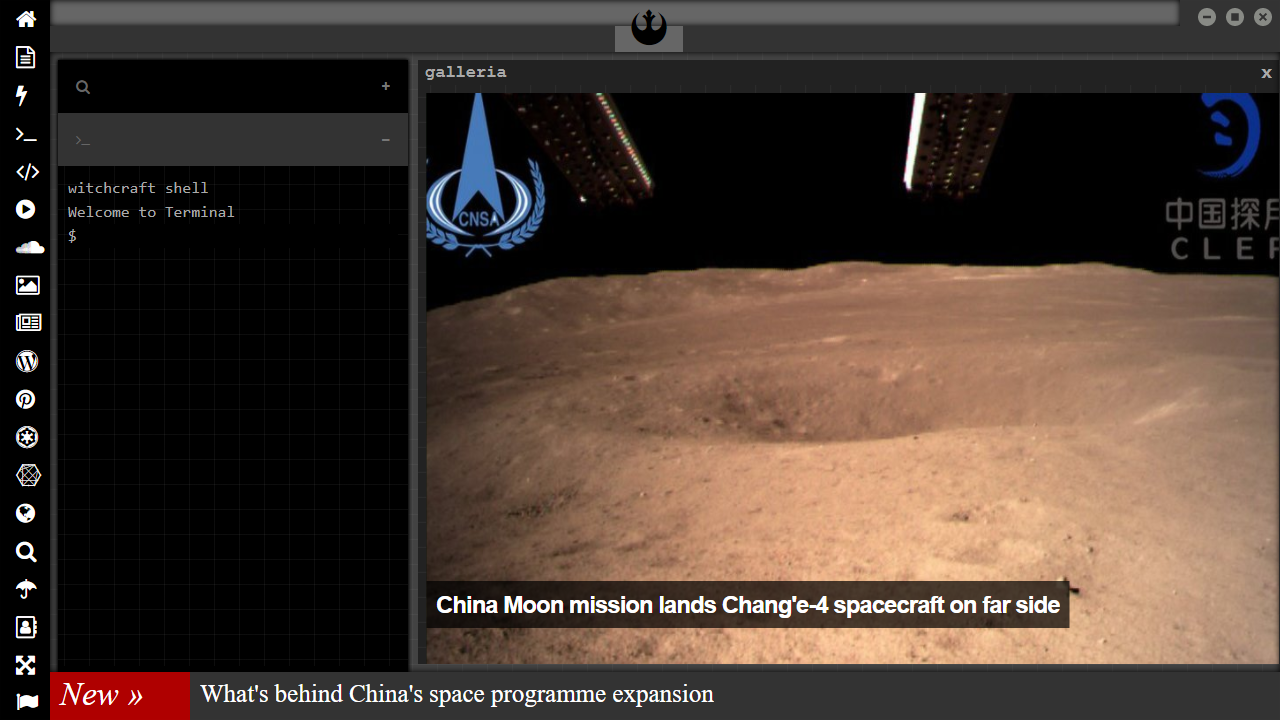 galleria
x
+
>_
−
witchcraft shell
Welcome to Terminal
$
CNSA
中国探月
CLEP
China Moon mission lands Chang'e-4 spacecraft on far side
New »
What's behind China's space programme expansion